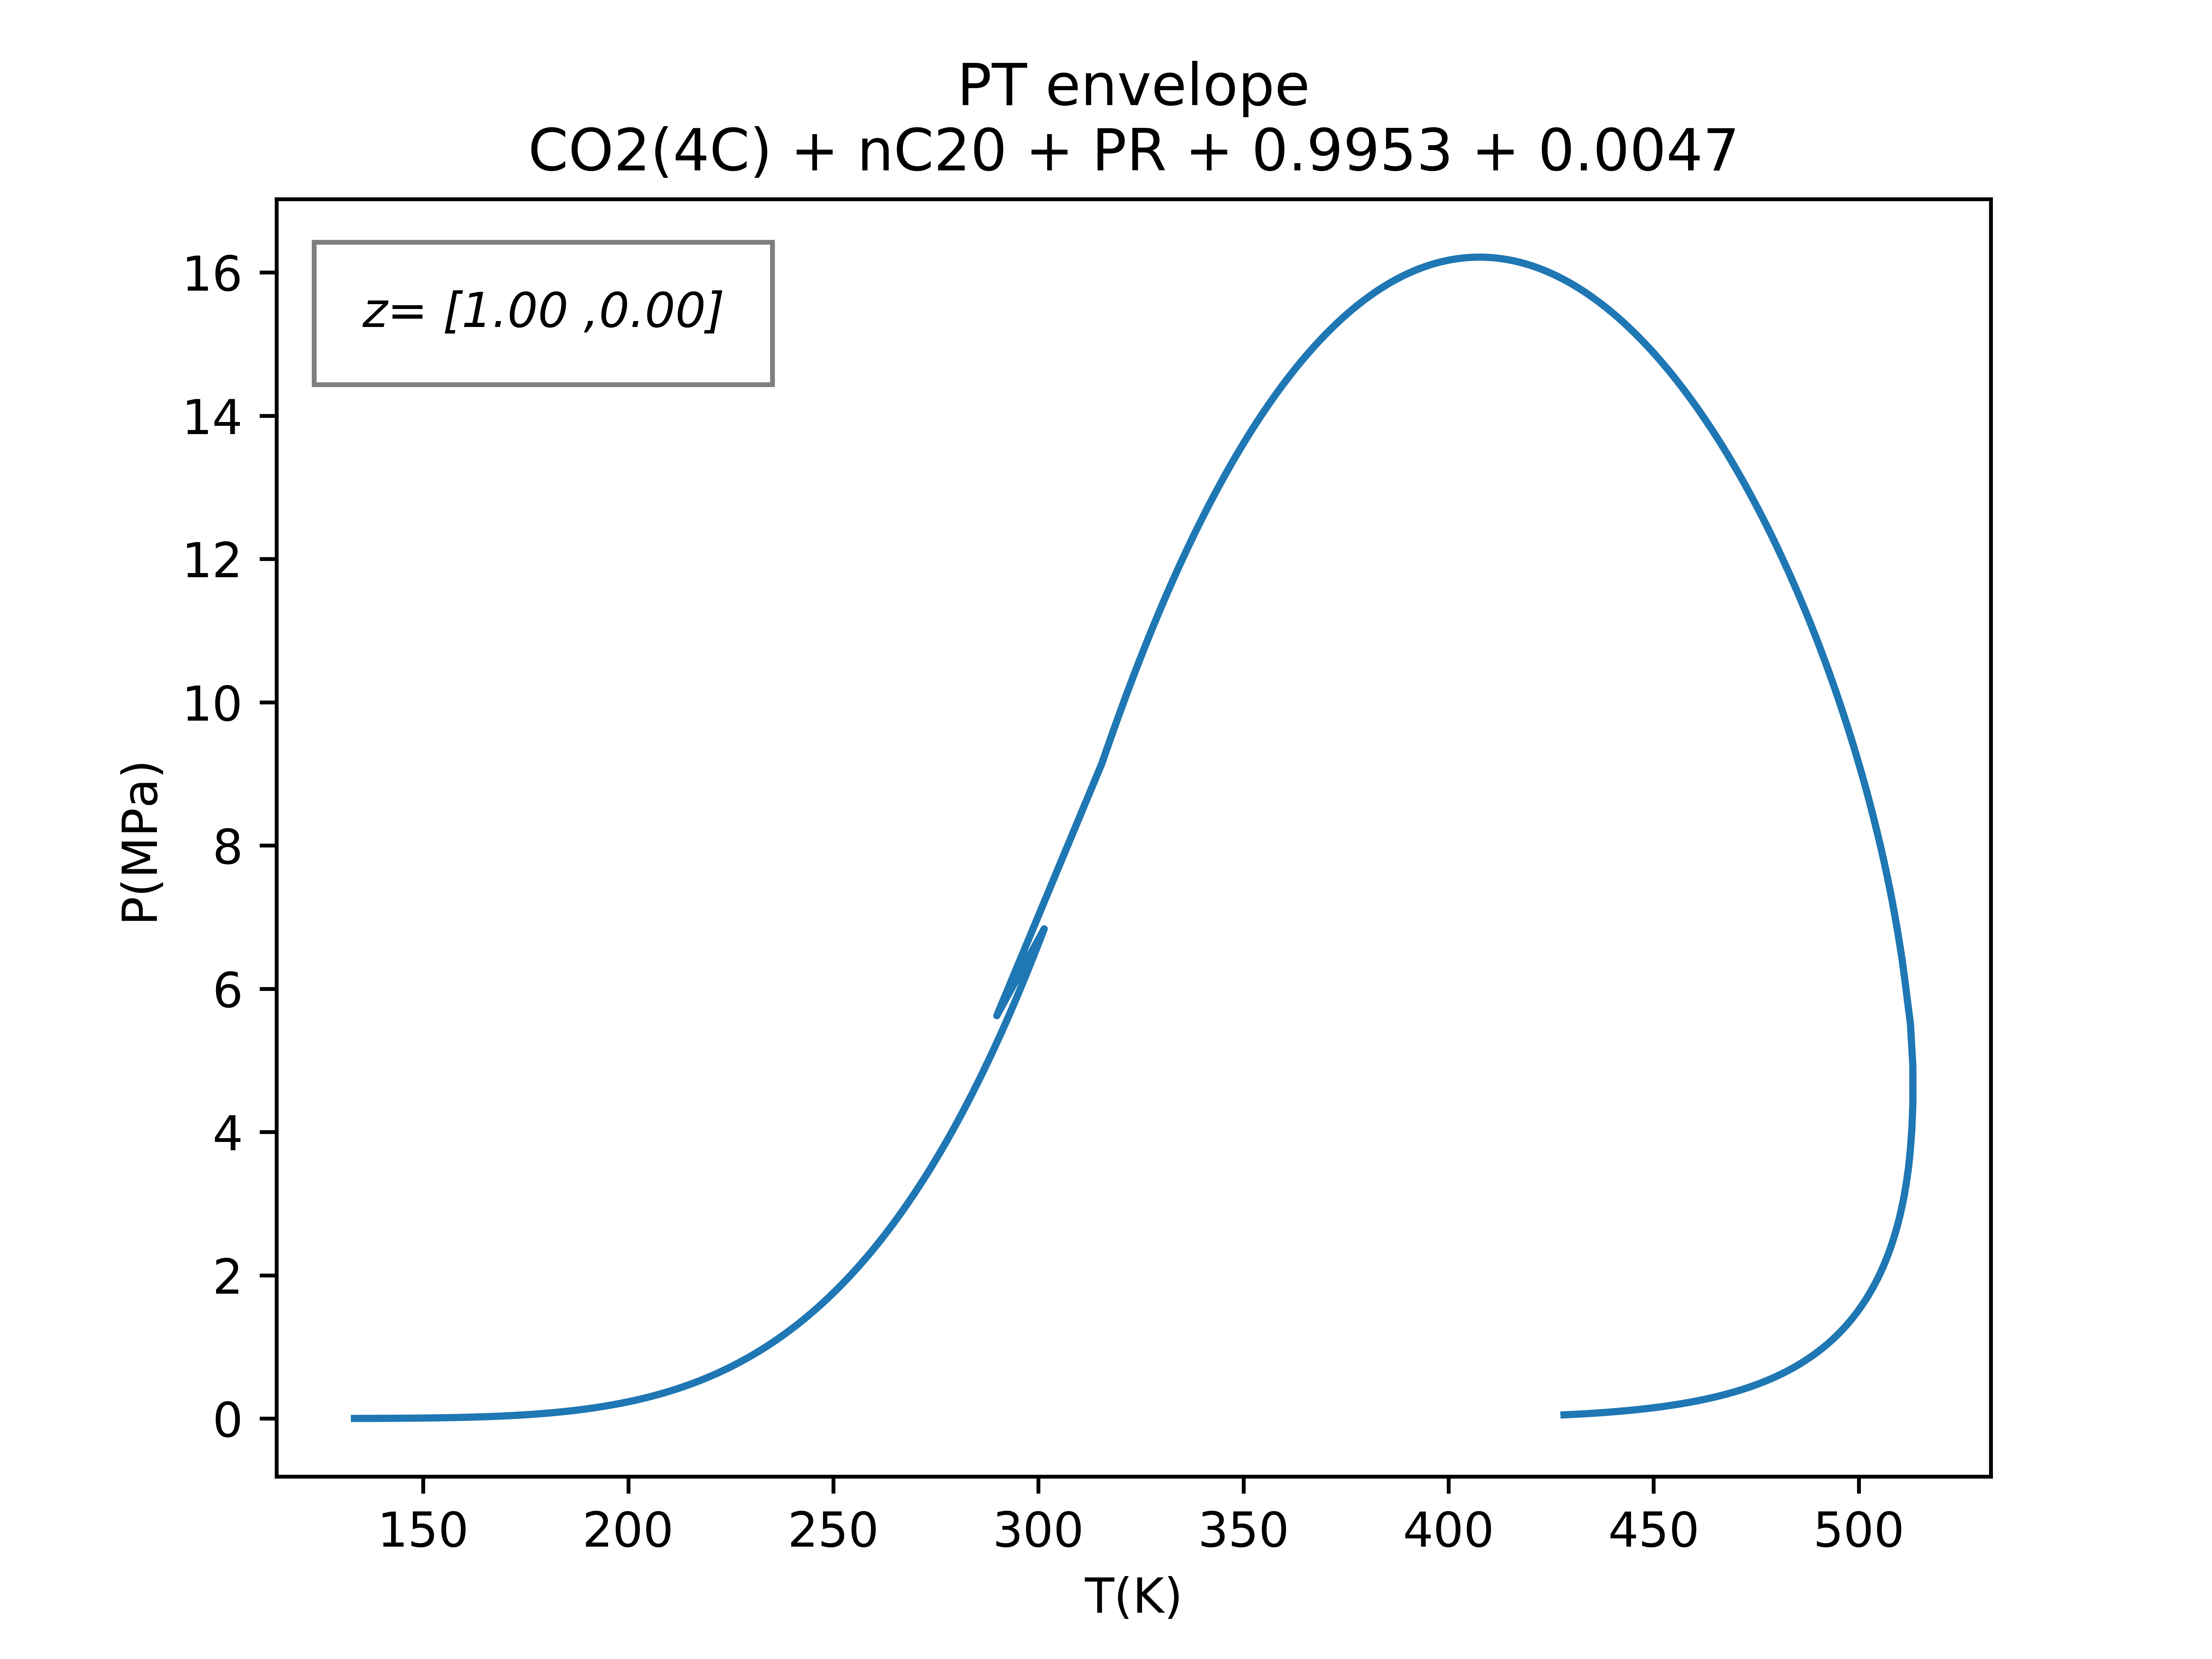 PT envelope
CO2(4C) + nC20 + PR + 0.9953 + 0.0047
z= [1.00 ,0.00]
16
14
12
10
8
6
4
2
0
P(MPa)
150 200 250 300 350 400 450 500
T(K)